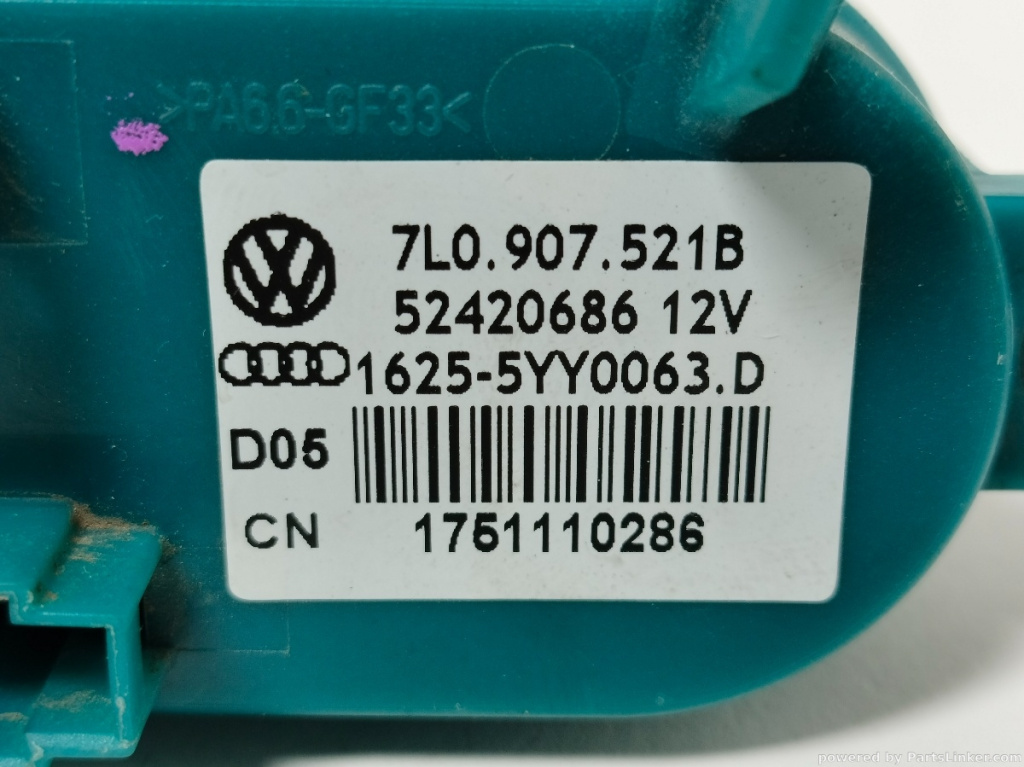 >PA6.6-GF33<
7L0.907.521B
52420686 12V
1625-5YY0063.D
D05
CN 1751110286
powered by PartsLinker.com